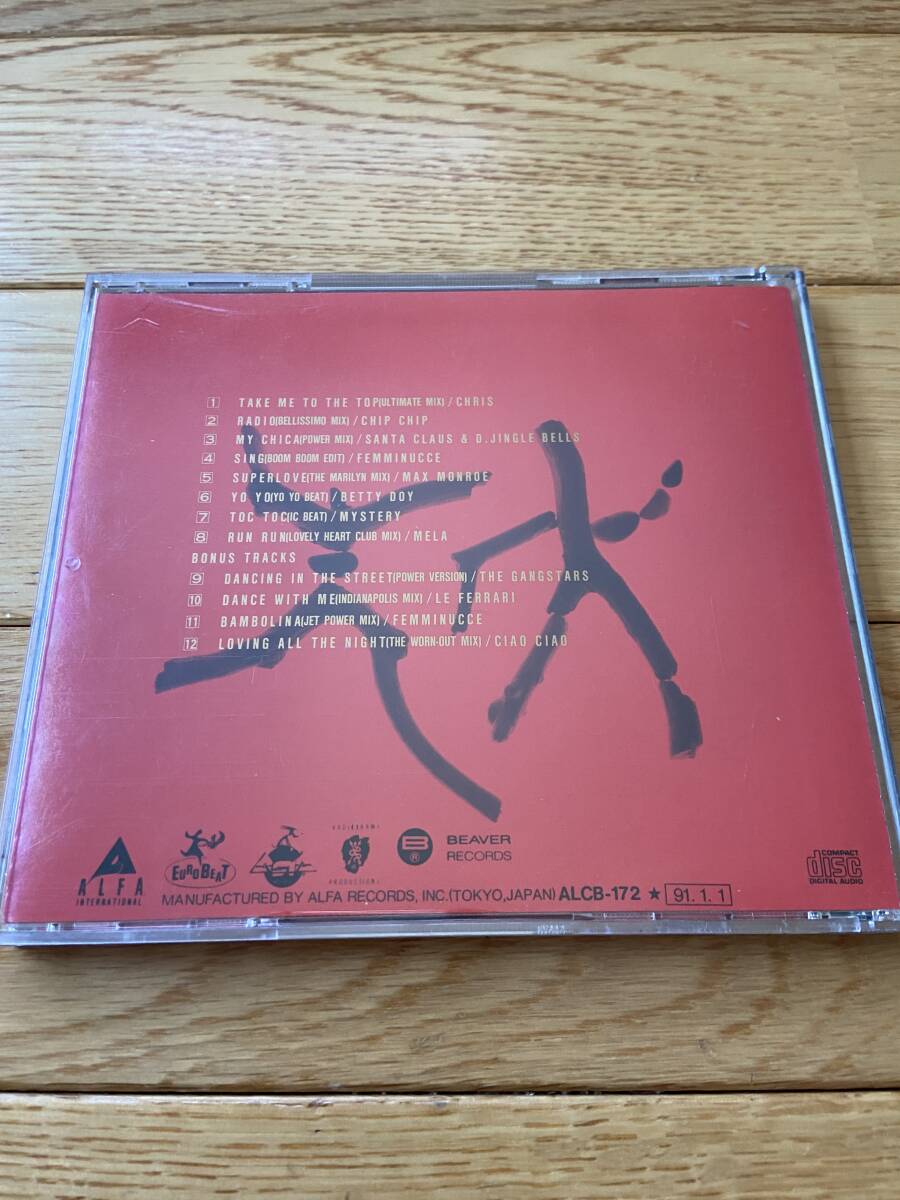 1 TAKE ME TO THE TOP(ULTIMATE MIX)/CHRIS
2 RADIO(BELLISSIMO MIX)/CHIP CHIP
3 MY CHICA(POWER MIX)/SANTA CLAUS & D.JINGLE BELLS
4 SING(BOOM BOOM EDIT)/FEMMINUCCE
5 SUPERLOVE(THE MARILYN MIX)/MAX MONROE
6 YO YO(YO YO BEAT)/BETTY DOY
7 TOC TOC(IC BEAT)/MYSTERY
8 RUN RUN(LOVELY HEART CLUB MIX)/MELA
BONUS TRACKS
9 DANCING IN THE STREET(POWER VERSION)/THE GANGSTARS
10 DANCE WITH ME(INDIANAPOLIS MIX)/LE FERRARI
11 BAMBOLINA(JET POWER MIX)/FEMMINUCCE
12 LOVING ALL THE NIGHT(THE WORN-OUT MIX)/CIAO CIAO
ALFA
INTERNATIONAL
EUROBEAT
PRODUCTIONS
B
®
BEAVER
RECORDS
COMPACT
disc
DIGITAL AUDIO
MANUFACTURED BY ALFA RECORDS, INC.(TOKYO,JAPAN) ALCB-172 ★ 91. 1. 1